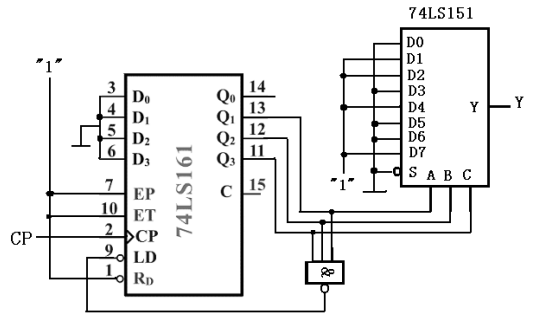 74LS151
"1"
3 D₀ Q₀ 14
4 D₁ Q₁ 13
5 D₂ Q₂ 12
6 D₃ Q₃ 11
7 EP C 15
10 ET
2 CP
9 LD
1 R_D
74LS161
CP
D0
D1
D2
D3
D4
D5
D6
D7
S
A B C
Y Y
"1"
&